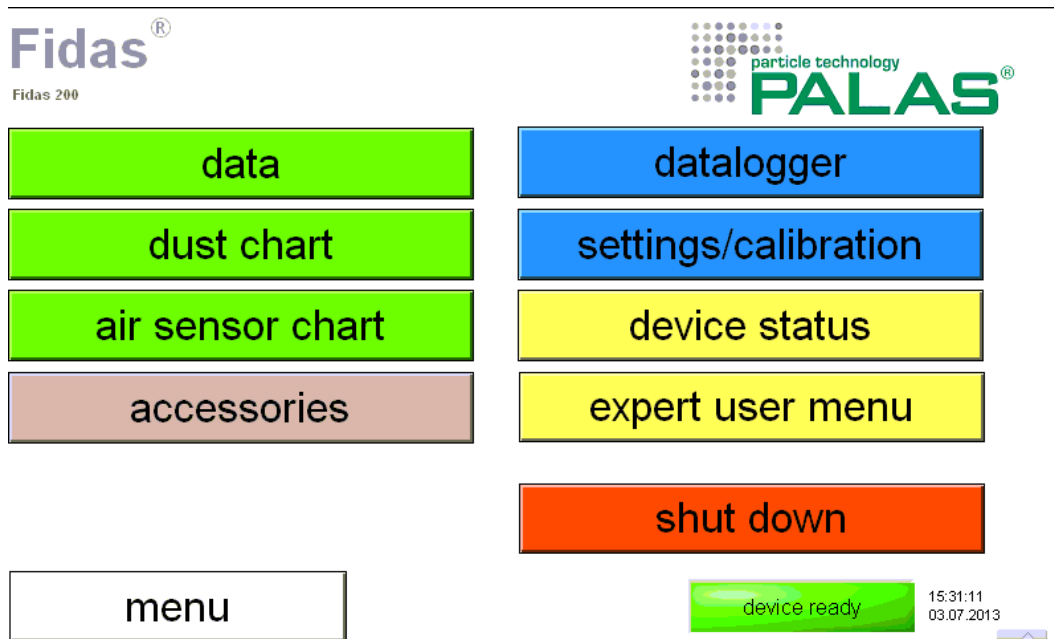 Fidas®
Fidas 200
particle technology
PALAS®
data
dust chart
air sensor chart
accessories
datalogger
settings/calibration
device status
expert user menu
shut down
menu
device ready
15:31:11
03.07.2013